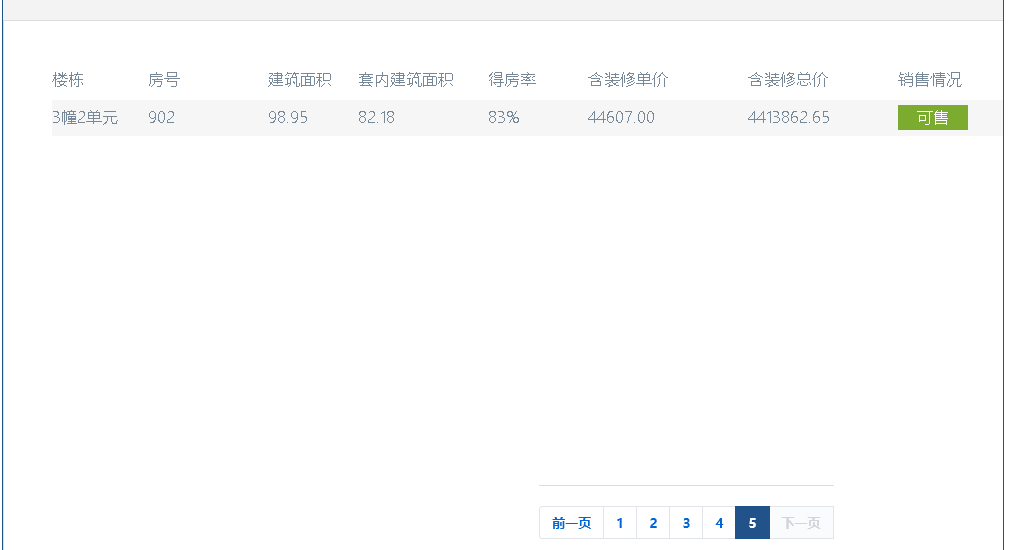 楼栋 房号 建筑面积 套内建筑面积 得房率 含装修单价 含装修总价 销售情况
3幢2单元 902 98.95 82.18 83% 44607.00 4413862.65 可售
前一页 1 2 3 4 5 下一页